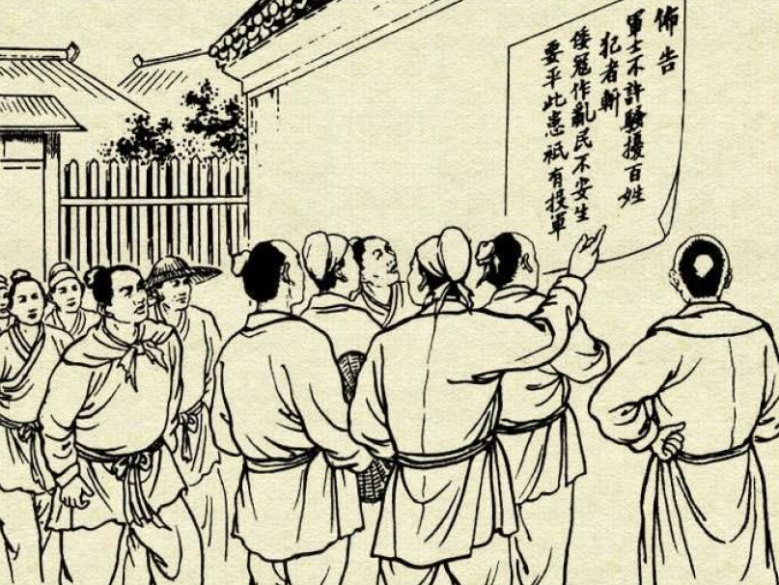 佈告
軍士不許騷擾百姓
犯者斬
倭寇作亂民不安生
要平此患祇有投軍